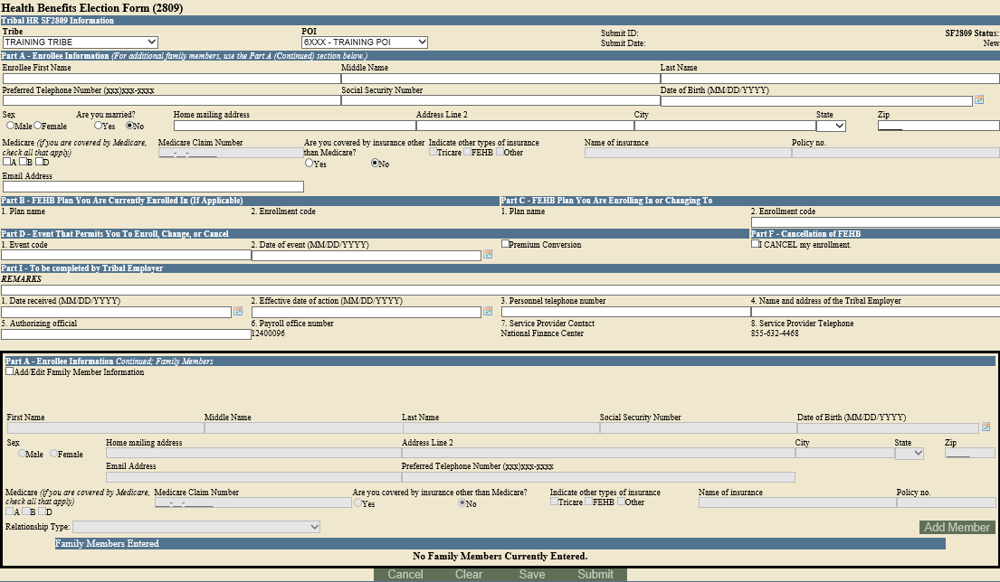 Health Benefits Election Form (2809)
Tribal HR SF2809 Information
Tribe POI Submit ID: SF2809 Status:
TRAINING TRIBE 6XXX - TRAINING POI Submit Date: New
Part A - Enrollee Information (For additional family members, use the Part A (Continued) section below.)
Enrollee First Name Middle Name Last Name
Preferred Telephone Number (xxx)xxx-xxxx Social Security Number Date of Birth (MM/DD/YYYY)
Sex Are you married? Home mailing address Address Line 2 City State Zip
Male Female Yes No
Medicare (if you are covered by Medicare, Medicare Claim Number Are you covered by insurance other Indicate other types of insurance Name of insurance Policy no.
check all that apply) __-__-____ than Medicare? Tricare FEHB Other
A B D Yes No
Email Address
Part B - FEHB Plan You Are Currently Enrolled In (If Applicable) Part C - FEHB Plan You Are Enrolling In or Changing To
1. Plan name 2. Enrollment code 1. Plan name 2. Enrollment code
Part D - Event That Permits You To Enroll, Change, or Cancel Part F - Cancellation of FEHB
1. Event code 2. Date of event (MM/DD/YYYY) Premium Conversion I CANCEL my enrollment.
Part I - To be completed by Tribal Employer
REMARKS
1. Date received (MM/DD/YYYY) 2. Effective date of action (MM/DD/YYYY) 3. Personnel telephone number 4. Name and address of the Tribal Employer
5. Authorizing official 6. Payroll office number 7. Service Provider Contact 8. Service Provider Telephone
12400096 National Finance Center 855-632-4468
Part A - Enrollee Information Continued; Family Members
Add/Edit Family Member Information
First Name Middle Name Last Name Social Security Number Date of Birth (MM/DD/YYYY)
Sex Home mailing address Address Line 2 City State Zip
Male Female
Email Address Preferred Telephone Number (xxx)xxx-xxxx
Medicare (if you are covered by Medicare, Medicare Claim Number Are you covered by insurance other than Medicare? Indicate other types of insurance Name of insurance Policy no.
check all that apply) __-__-____ Yes No Tricare FEHB Other
A B D
Relationship Type: Add Member
Family Members Entered
No Family Members Currently Entered.
Cancel Clear Save Submit